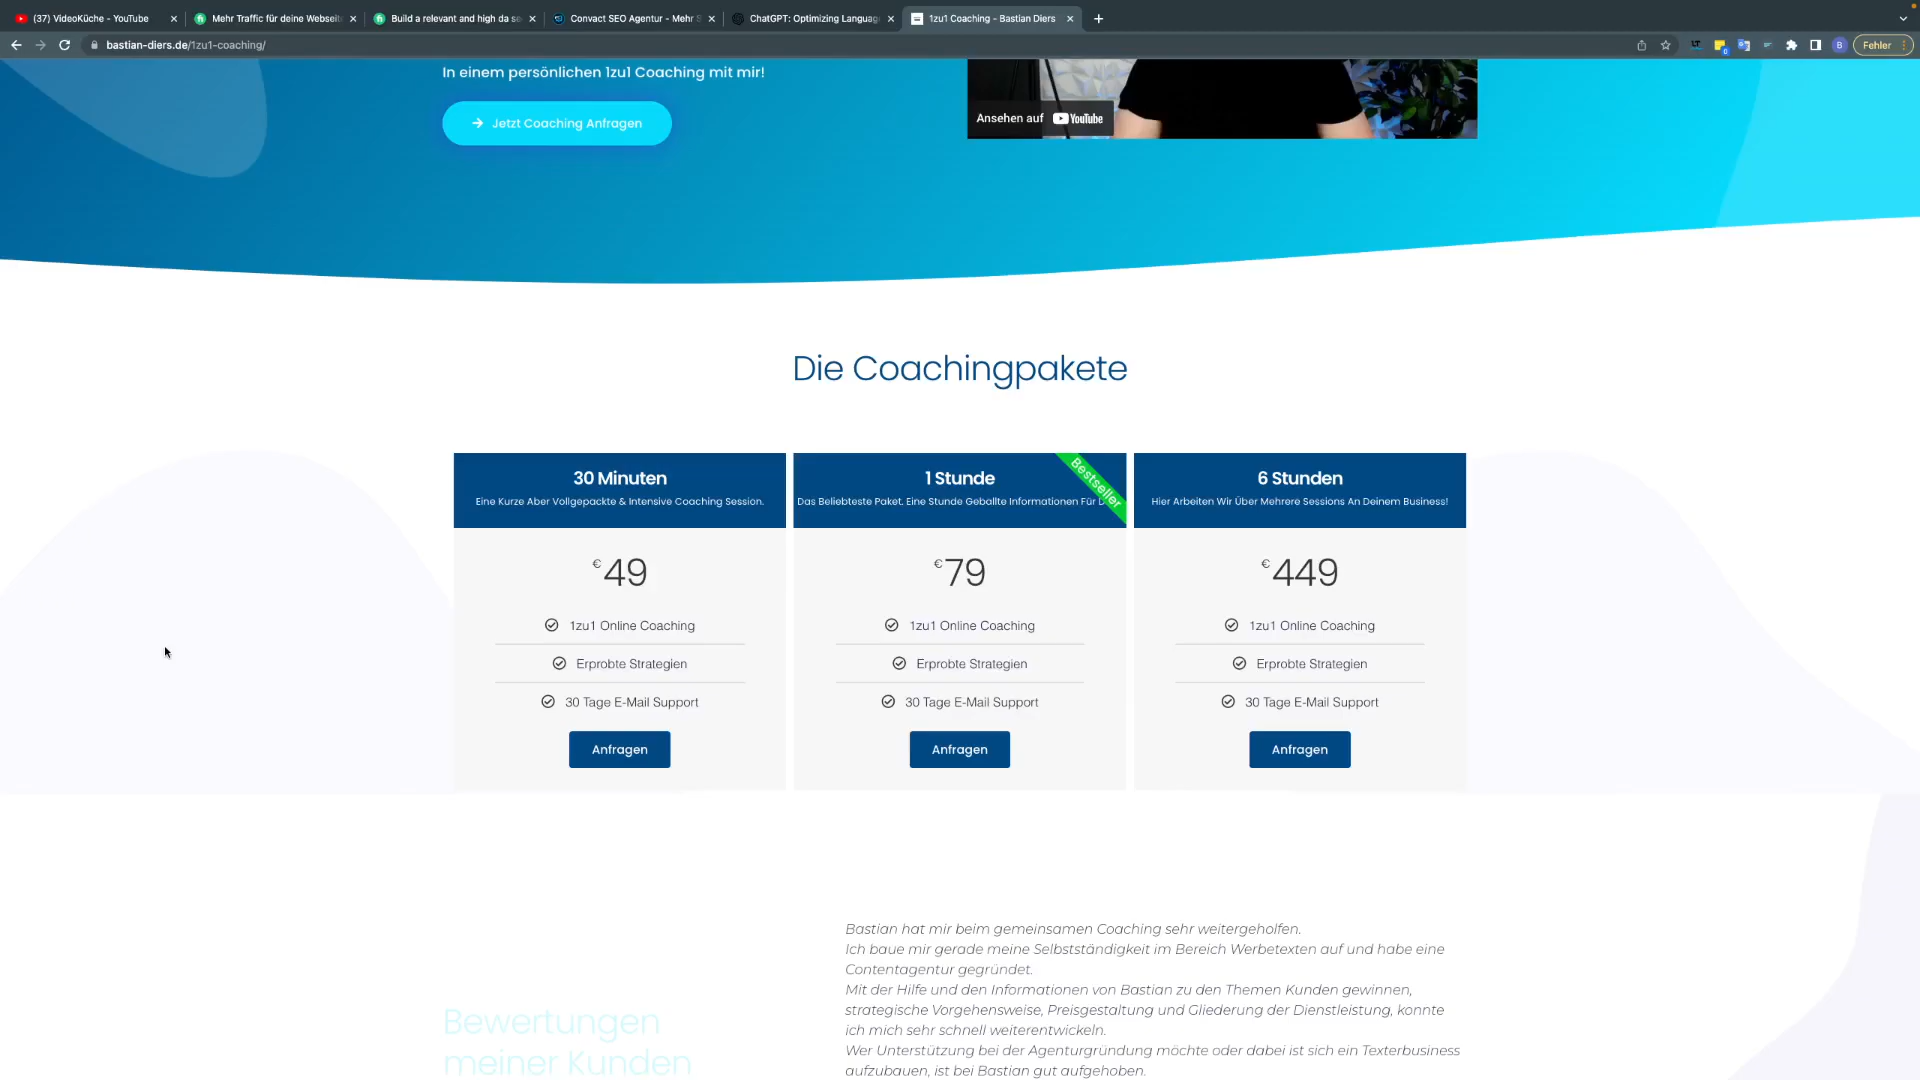 (37) VideoKüche - YouTube
Mehr Traffic für deine Webseit
Build a relevant and high da se
Convact SEO Agentur - Mehr S
ChatGPT: Optimizing Languag
1zu1 Coaching - Bastian Diers
bastian-diers.de/1zu1-coaching/
B
Fehler
In einem persönlichen 1zu1 Coaching mit mir!
Jetzt Coaching Anfragen
Ansehen auf YouTube
Die Coachingpakete
30 Minuten
Eine Kurze Aber Vollgepackte & Intensive Coaching Session.
€49
1zu1 Online Coaching
Erprobte Strategien
30 Tage E-Mail Support
Anfragen
1 Stunde
Das Beliebteste Paket. Eine Stunde Geballte Informationen Für D
Bestseller
€79
1zu1 Online Coaching
Erprobte Strategien
30 Tage E-Mail Support
Anfragen
6 Stunden
Hier Arbeiten Wir Über Mehrere Sessions An Deinem Business!
€449
1zu1 Online Coaching
Erprobte Strategien
30 Tage E-Mail Support
Anfragen
Bewertungen
meiner Kunden
Bastian hat mir beim gemeinsamen Coaching sehr weitergeholfen.
Ich baue mir gerade meine Selbstständigkeit im Bereich Werbetexten auf und habe eine
Contentagentur gegründet.
Mit der Hilfe und den Informationen von Bastian zu den Themen Kunden gewinnen,
strategische Vorgehensweise, Preisgestaltung und Gliederung der Dienstleistung, konnte
ich mich sehr schnell weiterentwickeln.
Wer Unterstützung bei der Agenturgründung möchte oder dabei ist sich ein Texterbusiness
aufzubauen, ist bei Bastian gut aufgehoben.